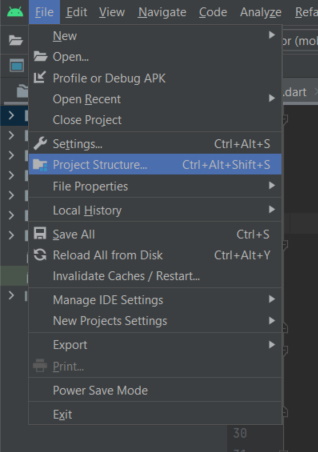 File Edit View Navigate Code Analyze Refa
New
or (mol
Open...
Profile or Debug APK
Open Recent
.dart
Close Project
Settings... Ctrl+Alt+S
Project Structure... Ctrl+Alt+Shift+S
File Properties
Local History
Save All Ctrl+S
Reload All from Disk Ctrl+Alt+Y
Invalidate Caches / Restart...
Manage IDE Settings
New Projects Settings
Export
Print...
Power Save Mode
Exit
30
31